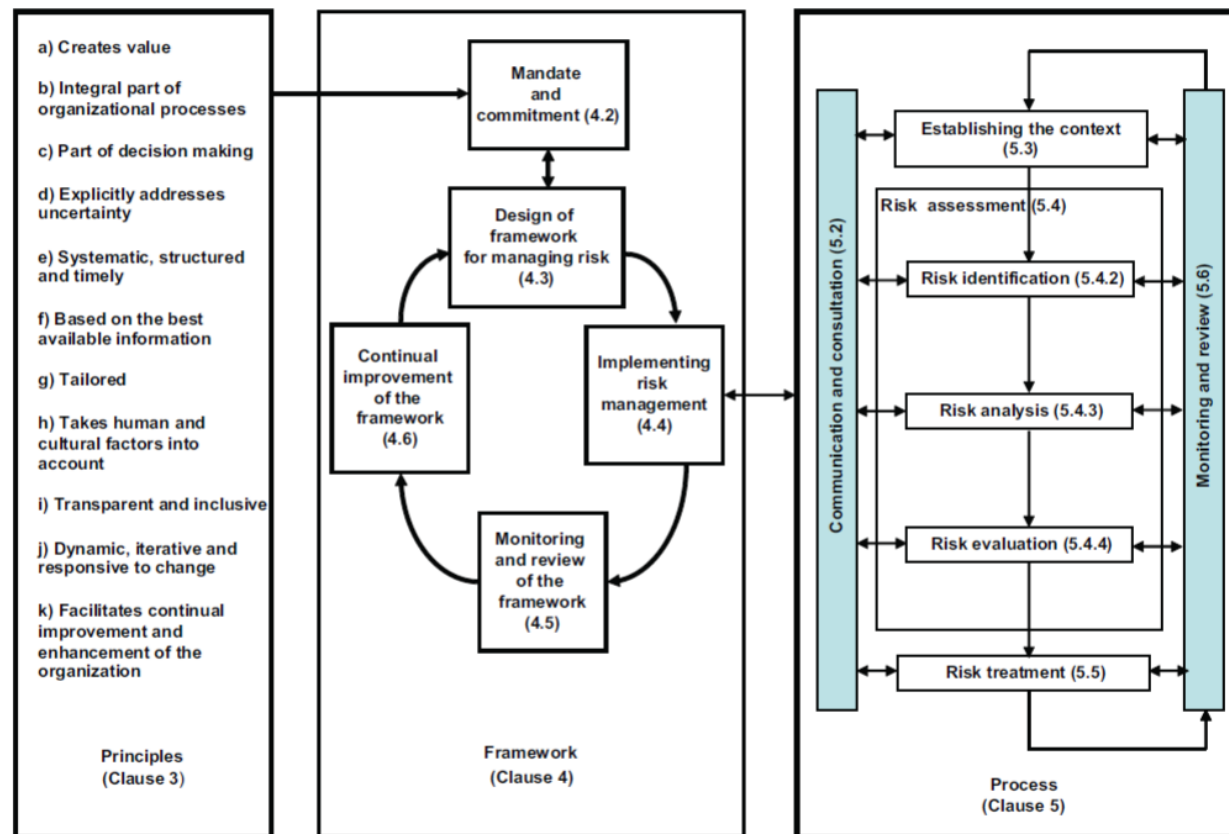 a) Creates value
b) Integral part of
organizational processes
c) Part of decision making
d) Explicitly addresses
uncertainty
e) Systematic, structured
and timely
f) Based on the best
available information
g) Tailored
h) Takes human and
cultural factors into
account
i) Transparent and inclusive
j) Dynamic, iterative and
responsive to change
k) Facilitates continual
improvement and
enhancement of the
organization
Principles
(Clause 3)
Mandate
and
commitment (4.2)
Design of
framework
for managing risk
(4.3)
Implementing
risk
management
(4.4)
Monitoring
and review
of the
framework
(4.5)
Continual
improvement
of the
framework
(4.6)
Framework
(Clause 4)
Communication and consultation (5.2)
Establishing the context
(5.3)
Risk assessment (5.4)
Risk identification (5.4.2)
Risk analysis (5.4.3)
Risk evaluation (5.4.4)
Risk treatment (5.5)
Monitoring and review (5.6)
Process
(Clause 5)